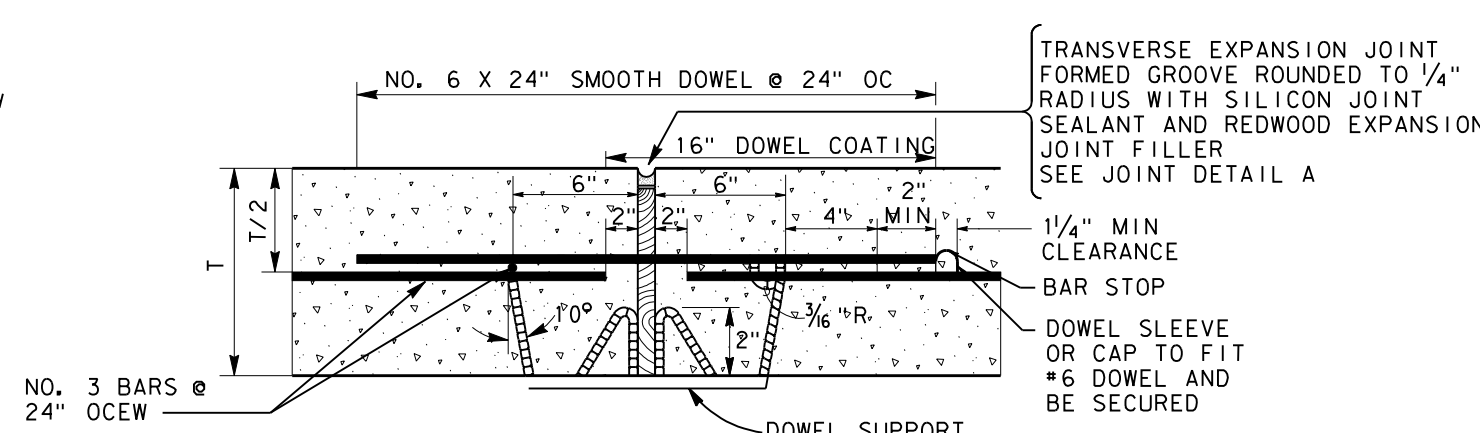 NO. 6 X 24" SMOOTH DOWEL @ 24" OC
TRANSVERSE EXPANSION JOINT
FORMED GROOVE ROUNDED TO 1/4"
RADIUS WITH SILICON JOINT
SEALANT AND REDWOOD EXPANSION
JOINT FILLER
SEE JOINT DETAIL A
16" DOWEL COATING
6"
6"
2"
2"
4"
2"
MIN
1 1/4" MIN
CLEARANCE
T/2
T
BAR STOP
10°
3/16"R
2"
DOWEL SLEEVE
OR CAP TO FIT
#6 DOWEL AND
BE SECURED
NO. 3 BARS @
24" OCEW
DOWEL SUPPORT